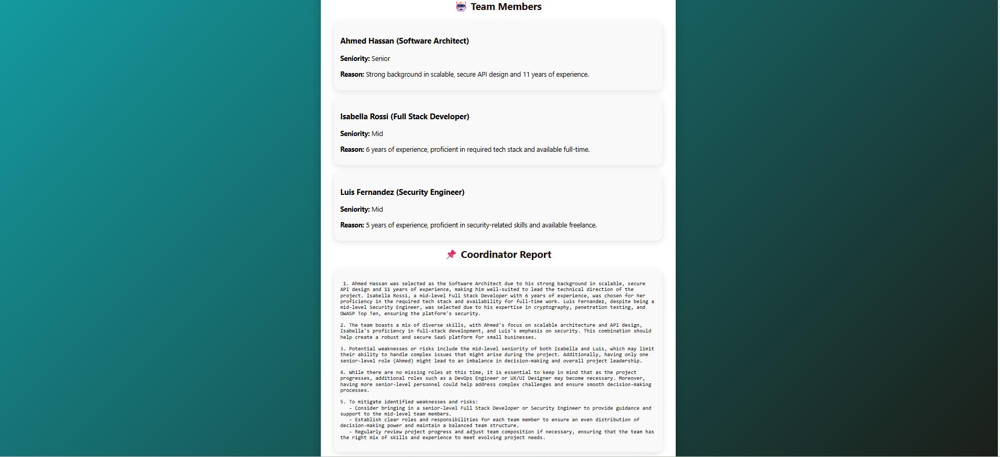 Team Members
Ahmed Hassan (Software Architect)
Seniority: Senior
Reason: Strong background in scalable, secure API design and 11 years of experience.
Isabella Rossi (Full Stack Developer)
Seniority: Mid
Reason: 6 years of experience, proficient in required tech stack and available full-time.
Luis Fernandez (Security Engineer)
Seniority: Mid
Reason: 5 years of experience, proficient in security-related skills and available freelance.
Coordinator Report
1. Ahmed Hassan was selected as the Software Architect due to his strong background in scalable, secure
API design and 11 years of experience, making him well-suited to lead the technical direction of the
project. Isabella Rossi, a mid-level Full Stack Developer with 6 years of experience, was chosen for her
proficiency in the required tech stack and availability for full-time work. Luis Fernandez, despite being a
mid-level Security Engineer, was selected due to his expertise in cryptography, penetration testing, and
OWASP Top Ten, ensuring the platform's security.
2. The team boasts a mix of diverse skills, with Ahmed's focus on scalable architecture and API design,
Isabella's proficiency in full-stack development, and Luis's emphasis on security. This combination should
help create a robust and secure SaaS platform for small businesses.
3. Potential weaknesses or risks include the mid-level seniority of both Isabella and Luis, which may limit
their ability to handle complex issues that might arise during the project. Additionally, having only one
senior-level role (Ahmed) might lead to an imbalance in decision-making and overall project leadership.
4. While there are no missing roles at this time, it is essential to keep in mind that as the project
progresses, additional roles such as a DevOps Engineer or UX/UI Designer may become necessary. Moreover,
having more senior-level personnel could help address complex challenges and ensure smooth decision-making
processes.
5. To mitigate identified weaknesses and risks:
- Consider bringing in a senior-level Full Stack Developer or Security Engineer to provide guidance and
support to the mid-level team members.
- Establish clear roles and responsibilities for each team member to ensure an even distribution of
decision-making power and maintain a balanced team structure.
- Regularly review project progress and adjust team composition if necessary, ensuring that the team has
the right mix of skills and experience to meet evolving project needs.